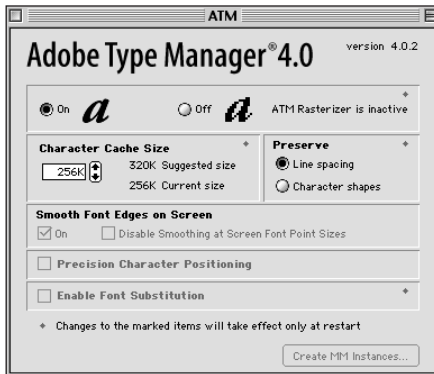 ATM
Adobe Type Manager®4.0 version 4.0.2
On a Off a ATM Rasterizer is inactive
Character Cache Size
256K 320K Suggested size
256K Current size
Preserve
Line spacing
Character shapes
Smooth Font Edges on Screen
On Disable Smoothing at Screen Font Point Sizes
Precision Character Positioning
Enable Font Substitution
Changes to the marked items will take effect only at restart
Create MM Instances...